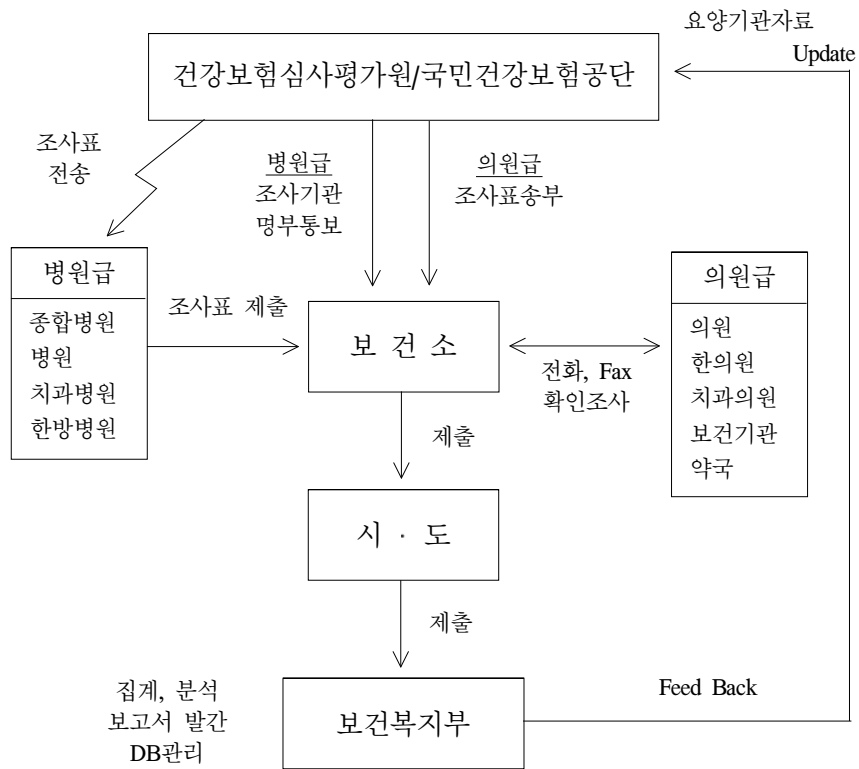 요양기관자료
Update
건강보험심사평가원/국민건강보험공단
조사표
전송
병원급
조사기관
명부통보
의원급
조사표송부
병원급
종합병원
병원
치과병원
한방병원
조사표 제출
보 건 소
전화, Fax
확인조사
의원급
의원
한의원
치과의원
보건기관
약국
제출
시 · 도
제출
집계, 분석
보고서 발간
DB관리
보건복지부
Feed Back